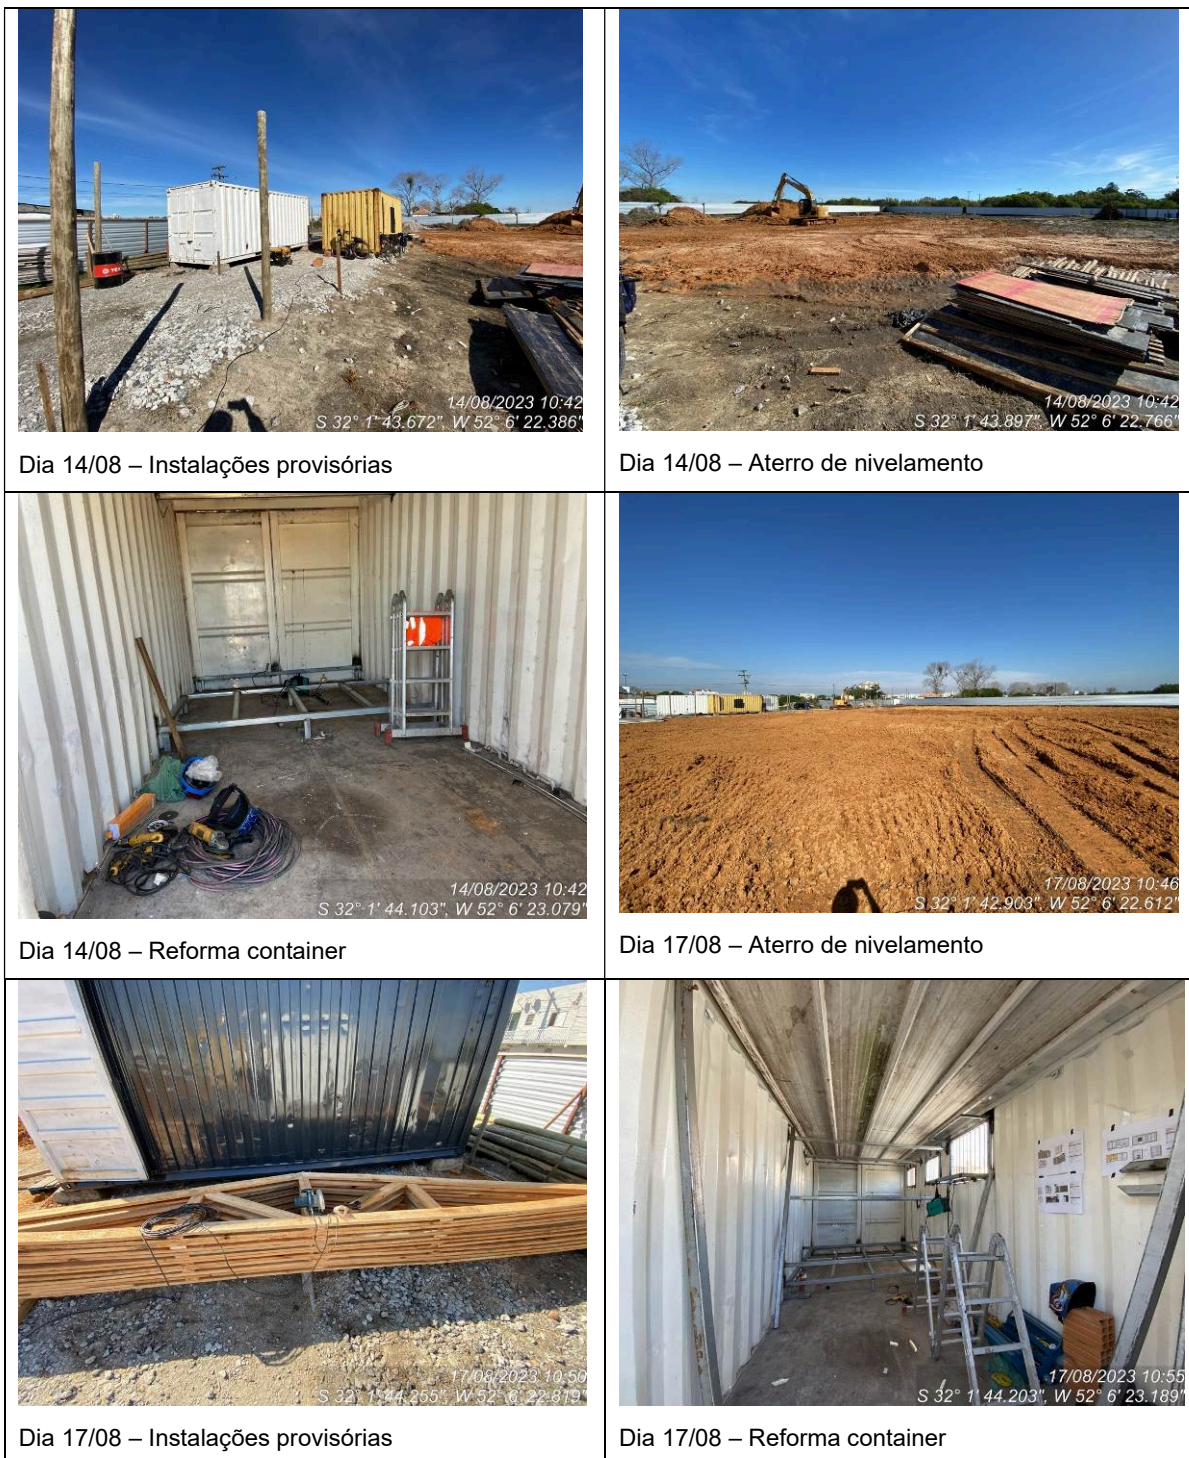 14/08/2023 10:42
S 32° 1' 43.672", W 52° 6' 22.386"
14/08/2023 10:42
S 32° 1' 43.897", W 52° 6' 22.766"
Dia 14/08 – Instalações provisórias
Dia 14/08 – Aterro de nivelamento
14/08/2023 10:42
S 32° 1' 44.103", W 52° 6' 23.079"
17/08/2023 10:46
S 32° 1' 42.903", W 52° 6' 22.612"
Dia 14/08 – Reforma container
Dia 17/08 – Aterro de nivelamento
17/08/2023 10:50
S 32° 1' 44.255", W 52° 6' 22.819"
17/08/2023 10:55
S 32° 1' 44.203", W 52° 6' 23.189"
Dia 17/08 – Instalações provisórias
Dia 17/08 – Reforma container